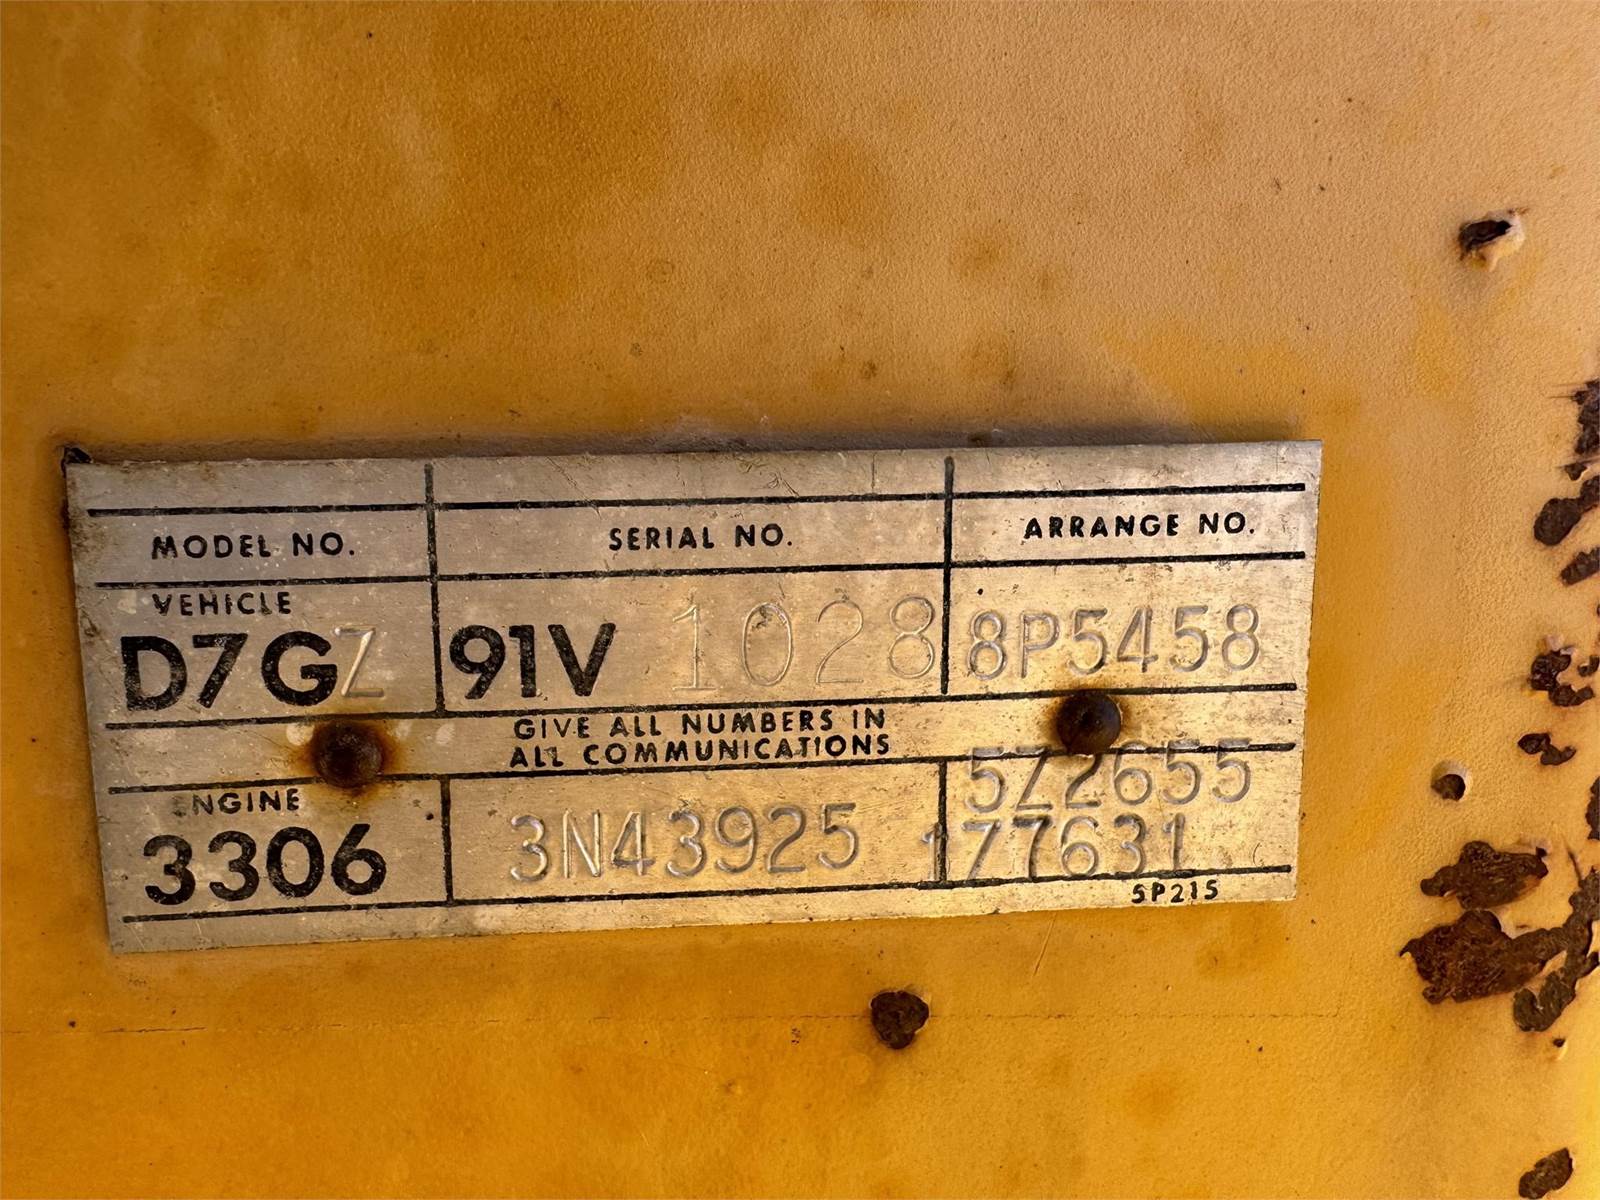 MODEL NO. SERIAL NO. ARRANGE NO.
VEHICLE
D7GZ 91V 1028 8P5458
GIVE ALL NUMBERS IN
ALL COMMUNICATIONS
ENGINE
5Z2655
3306 3N43925 177631
5P215